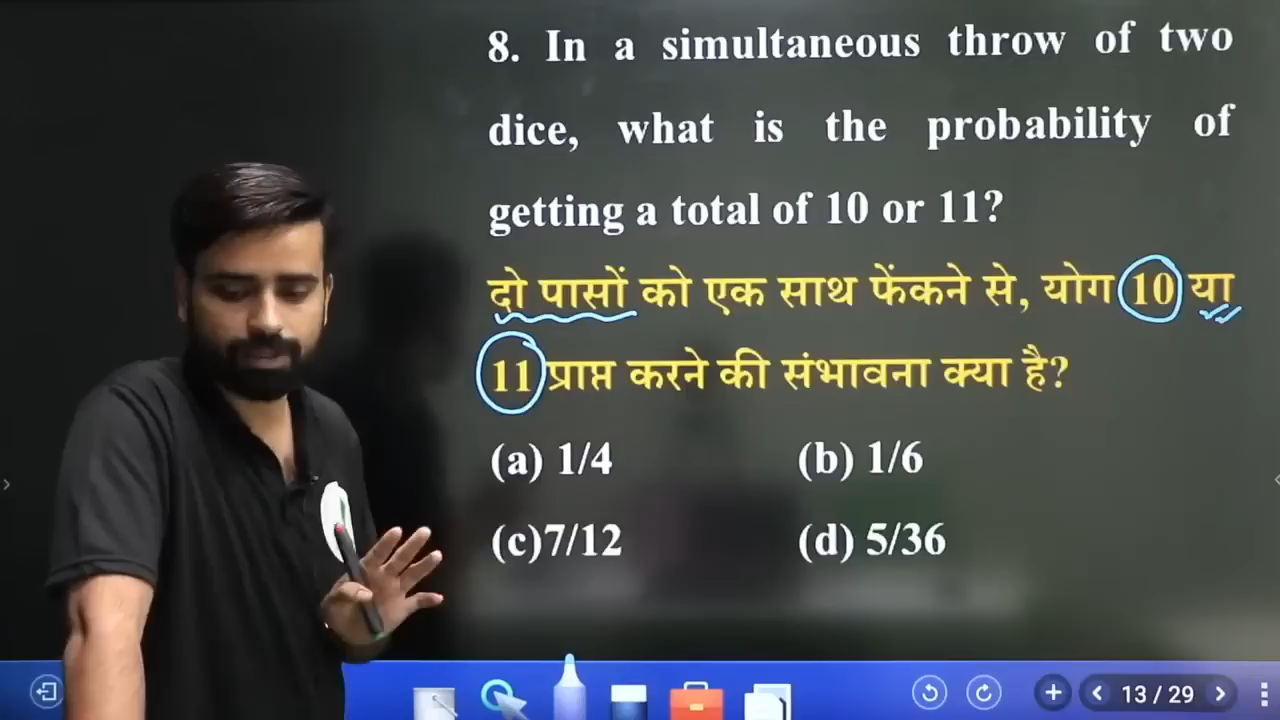 8. In a simultaneous throw of two
dice, what is the probability of
getting a total of 10 or 11?
दो पासों को एक साथ फेंकने से, योग 10 या
11 प्राप्त करने की संभावना क्या है?
(a) 1/4 (b) 1/6
(c)7/12 (d) 5/36
13 / 29